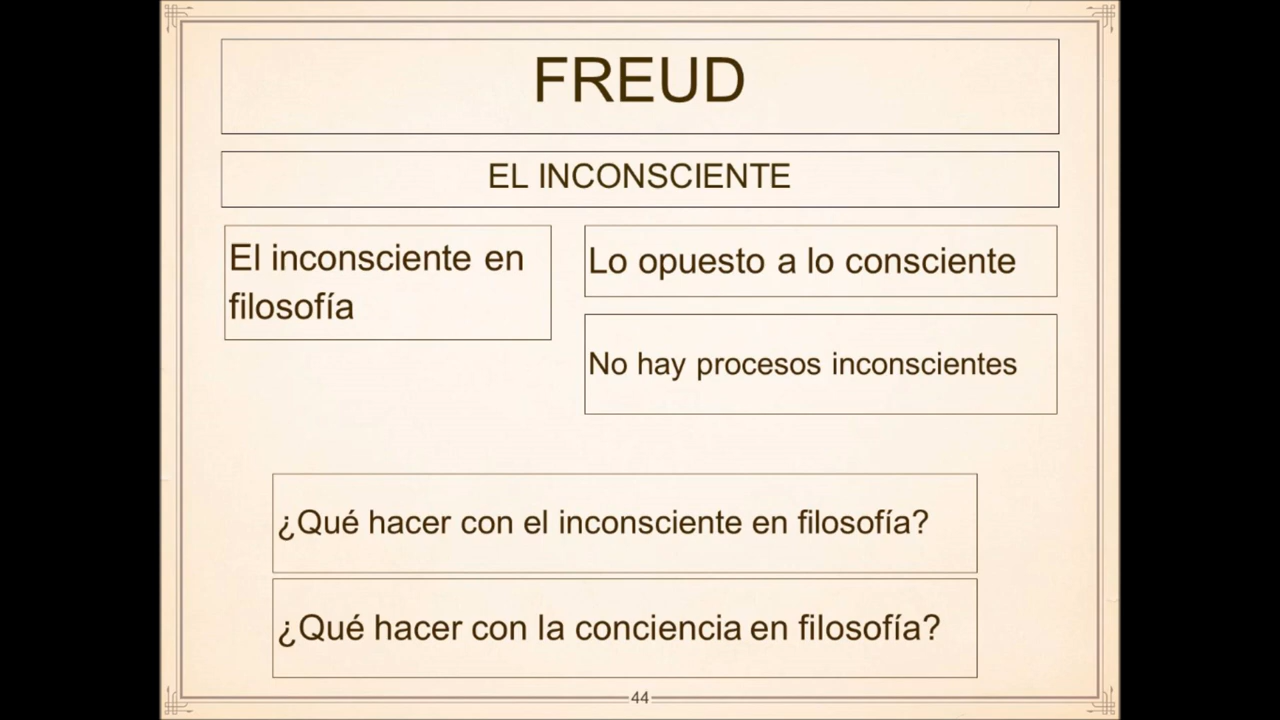 FREUD
EL INCONSCIENTE
El inconsciente en
filosofía
Lo opuesto a lo consciente
No hay procesos inconscientes
¿Qué hacer con el inconsciente en filosofía?
¿Qué hacer con la conciencia en filosofía?
44